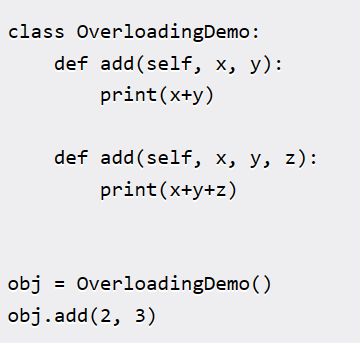 class OverloadingDemo:
    def add(self, x, y):
        print(x+y)

    def add(self, x, y, z):
        print(x+y+z)


obj = OverloadingDemo()
obj.add(2, 3)